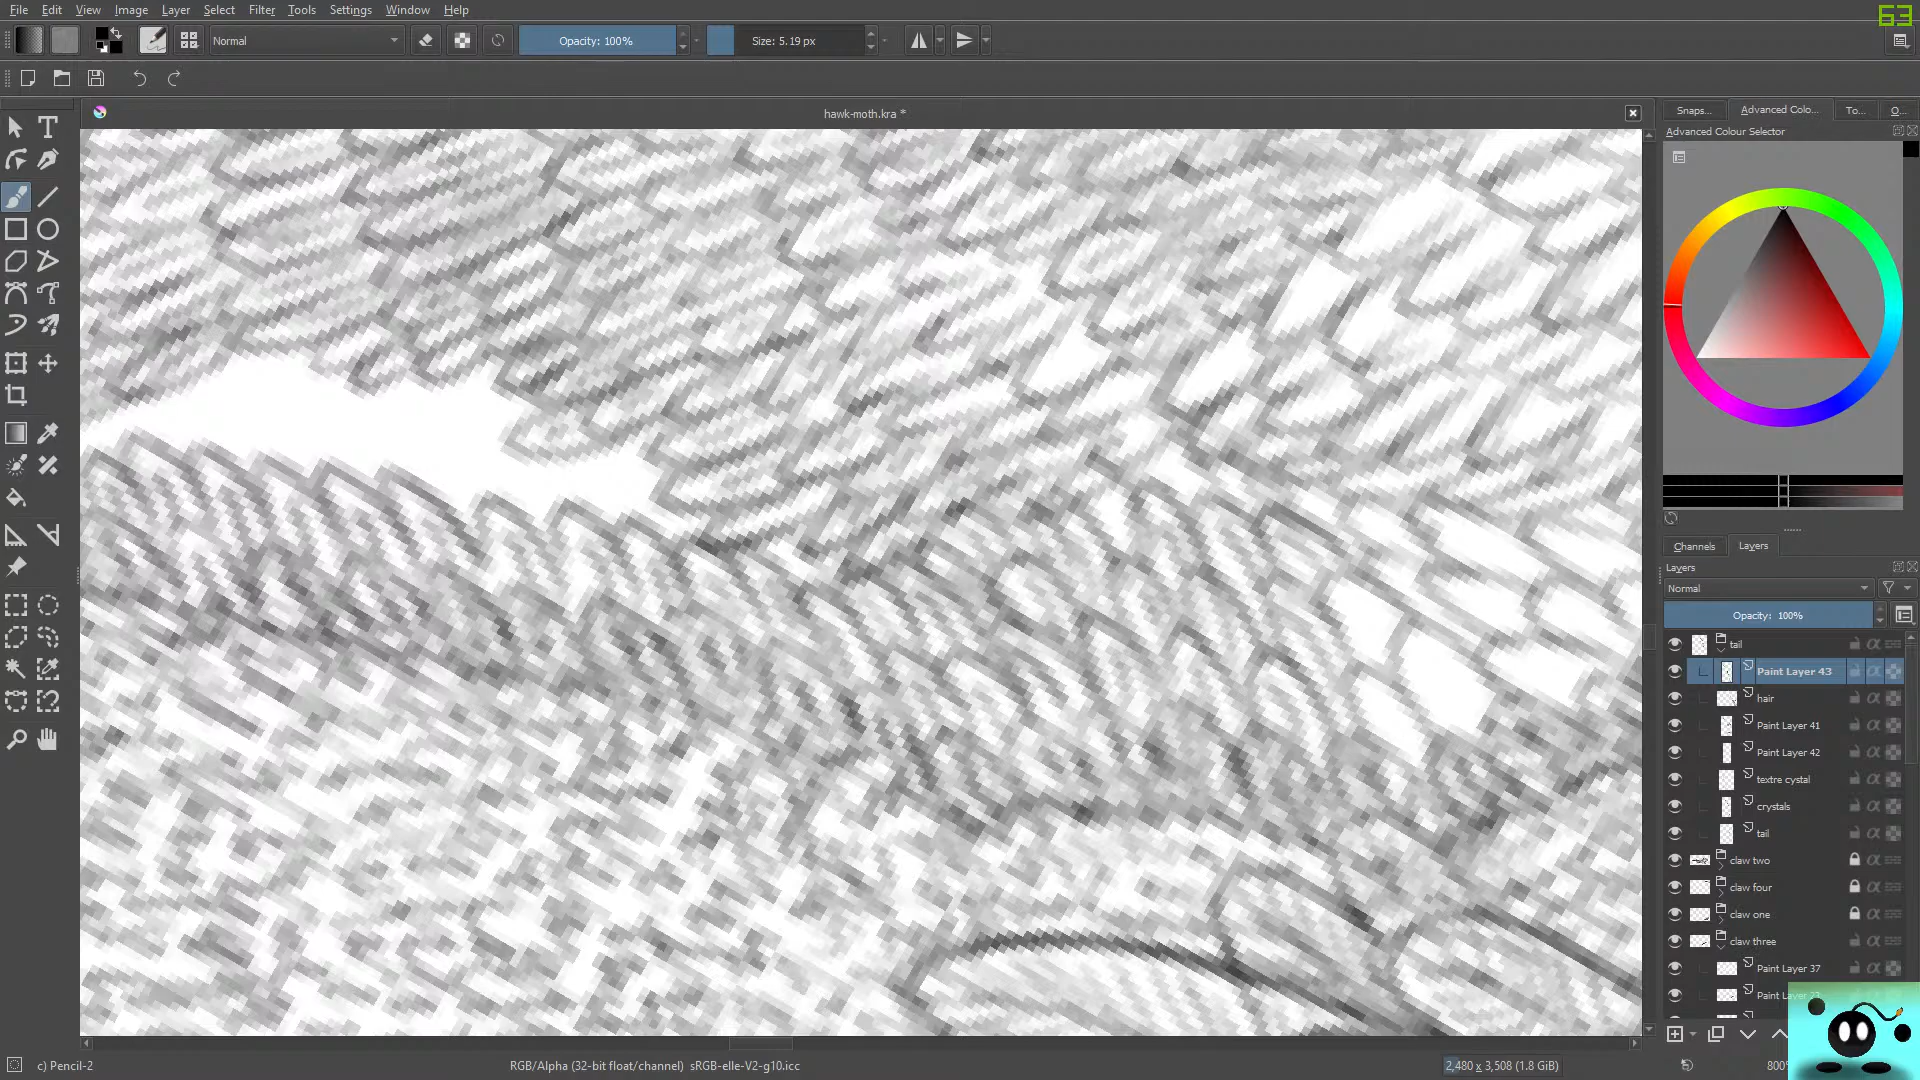 File Edit View Image Layer Select Filter Tools Settings Window Help
63
Normal
Opacity: 100%
Size: 5.19 px
hawk-moth.kra *
Snaps...
Advanced Colo...
To...
O...
Advanced Colour Selector
Channels
Layers
Layers
Normal
Opacity: 100%
tail
Paint Layer 43
hair
Paint Layer 41
Paint Layer 42
textre cystal
crystals
tail
claw two
claw four
claw one
claw three
Paint Layer 37
Paint Layer
c) Pencil-2
RGB/Alpha (32-bit float/channel) sRGB-elle-V2-g10.icc
2,480 x 3,508 (1.8 GiB)
800%